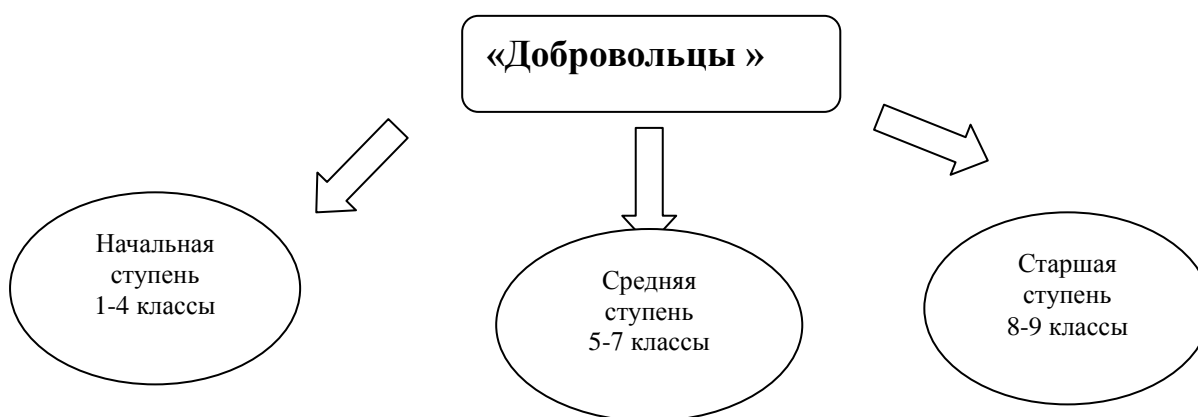 «Добровольцы »
Начальная
ступень
1-4 классы
Средняя
ступень
5-7 классы
Старшая
ступень
8-9 классы